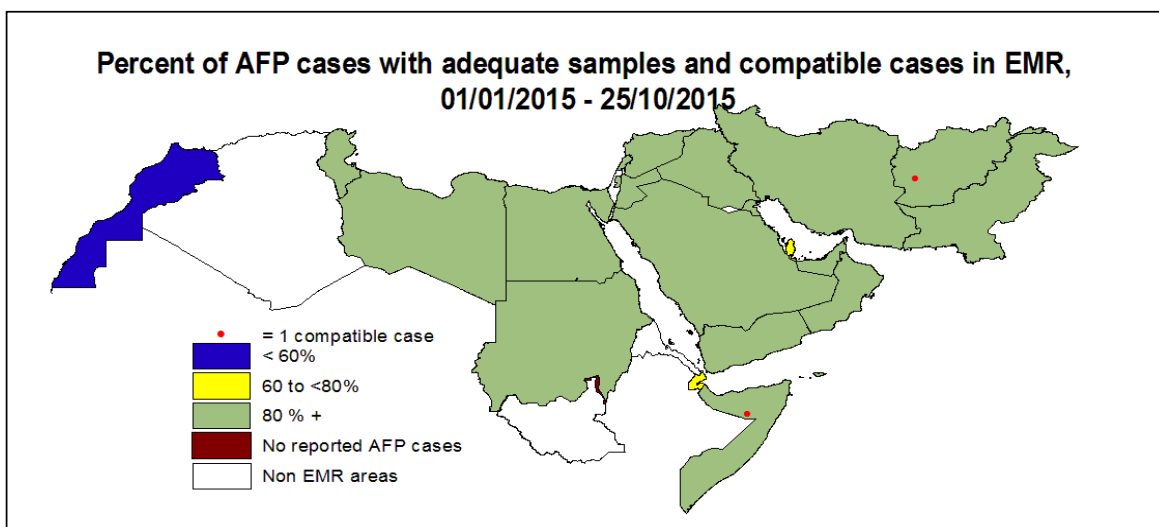 Percent of AFP cases with adequate samples and compatible cases in EMR,
01/01/2015 - 25/10/2015
= 1 compatible case
< 60%
60 to <80%
80 % +
No reported AFP cases
Non EMR areas